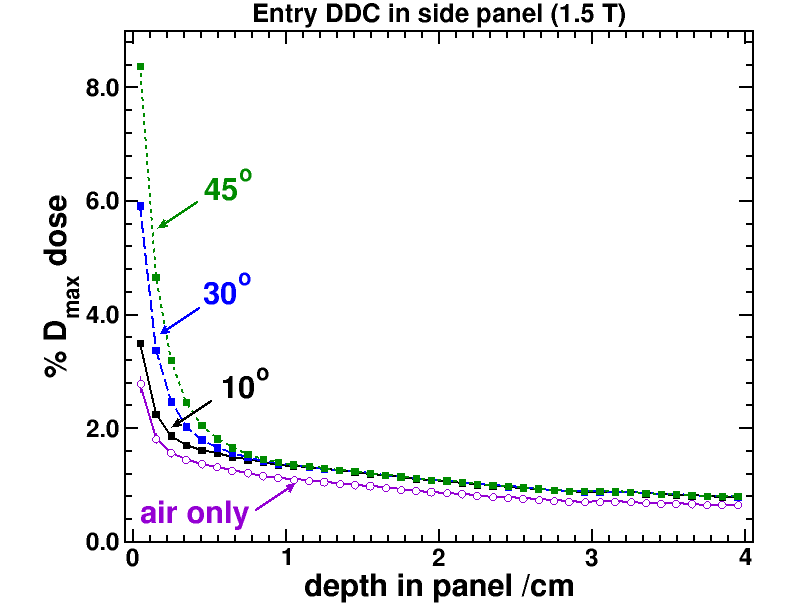 Entry DDC in side panel (1.5 T)
% Dmax dose
8.0
6.0
4.0
2.0
0.0
45o
30o
10o
air only
0 1 2 3 4
depth in panel /cm